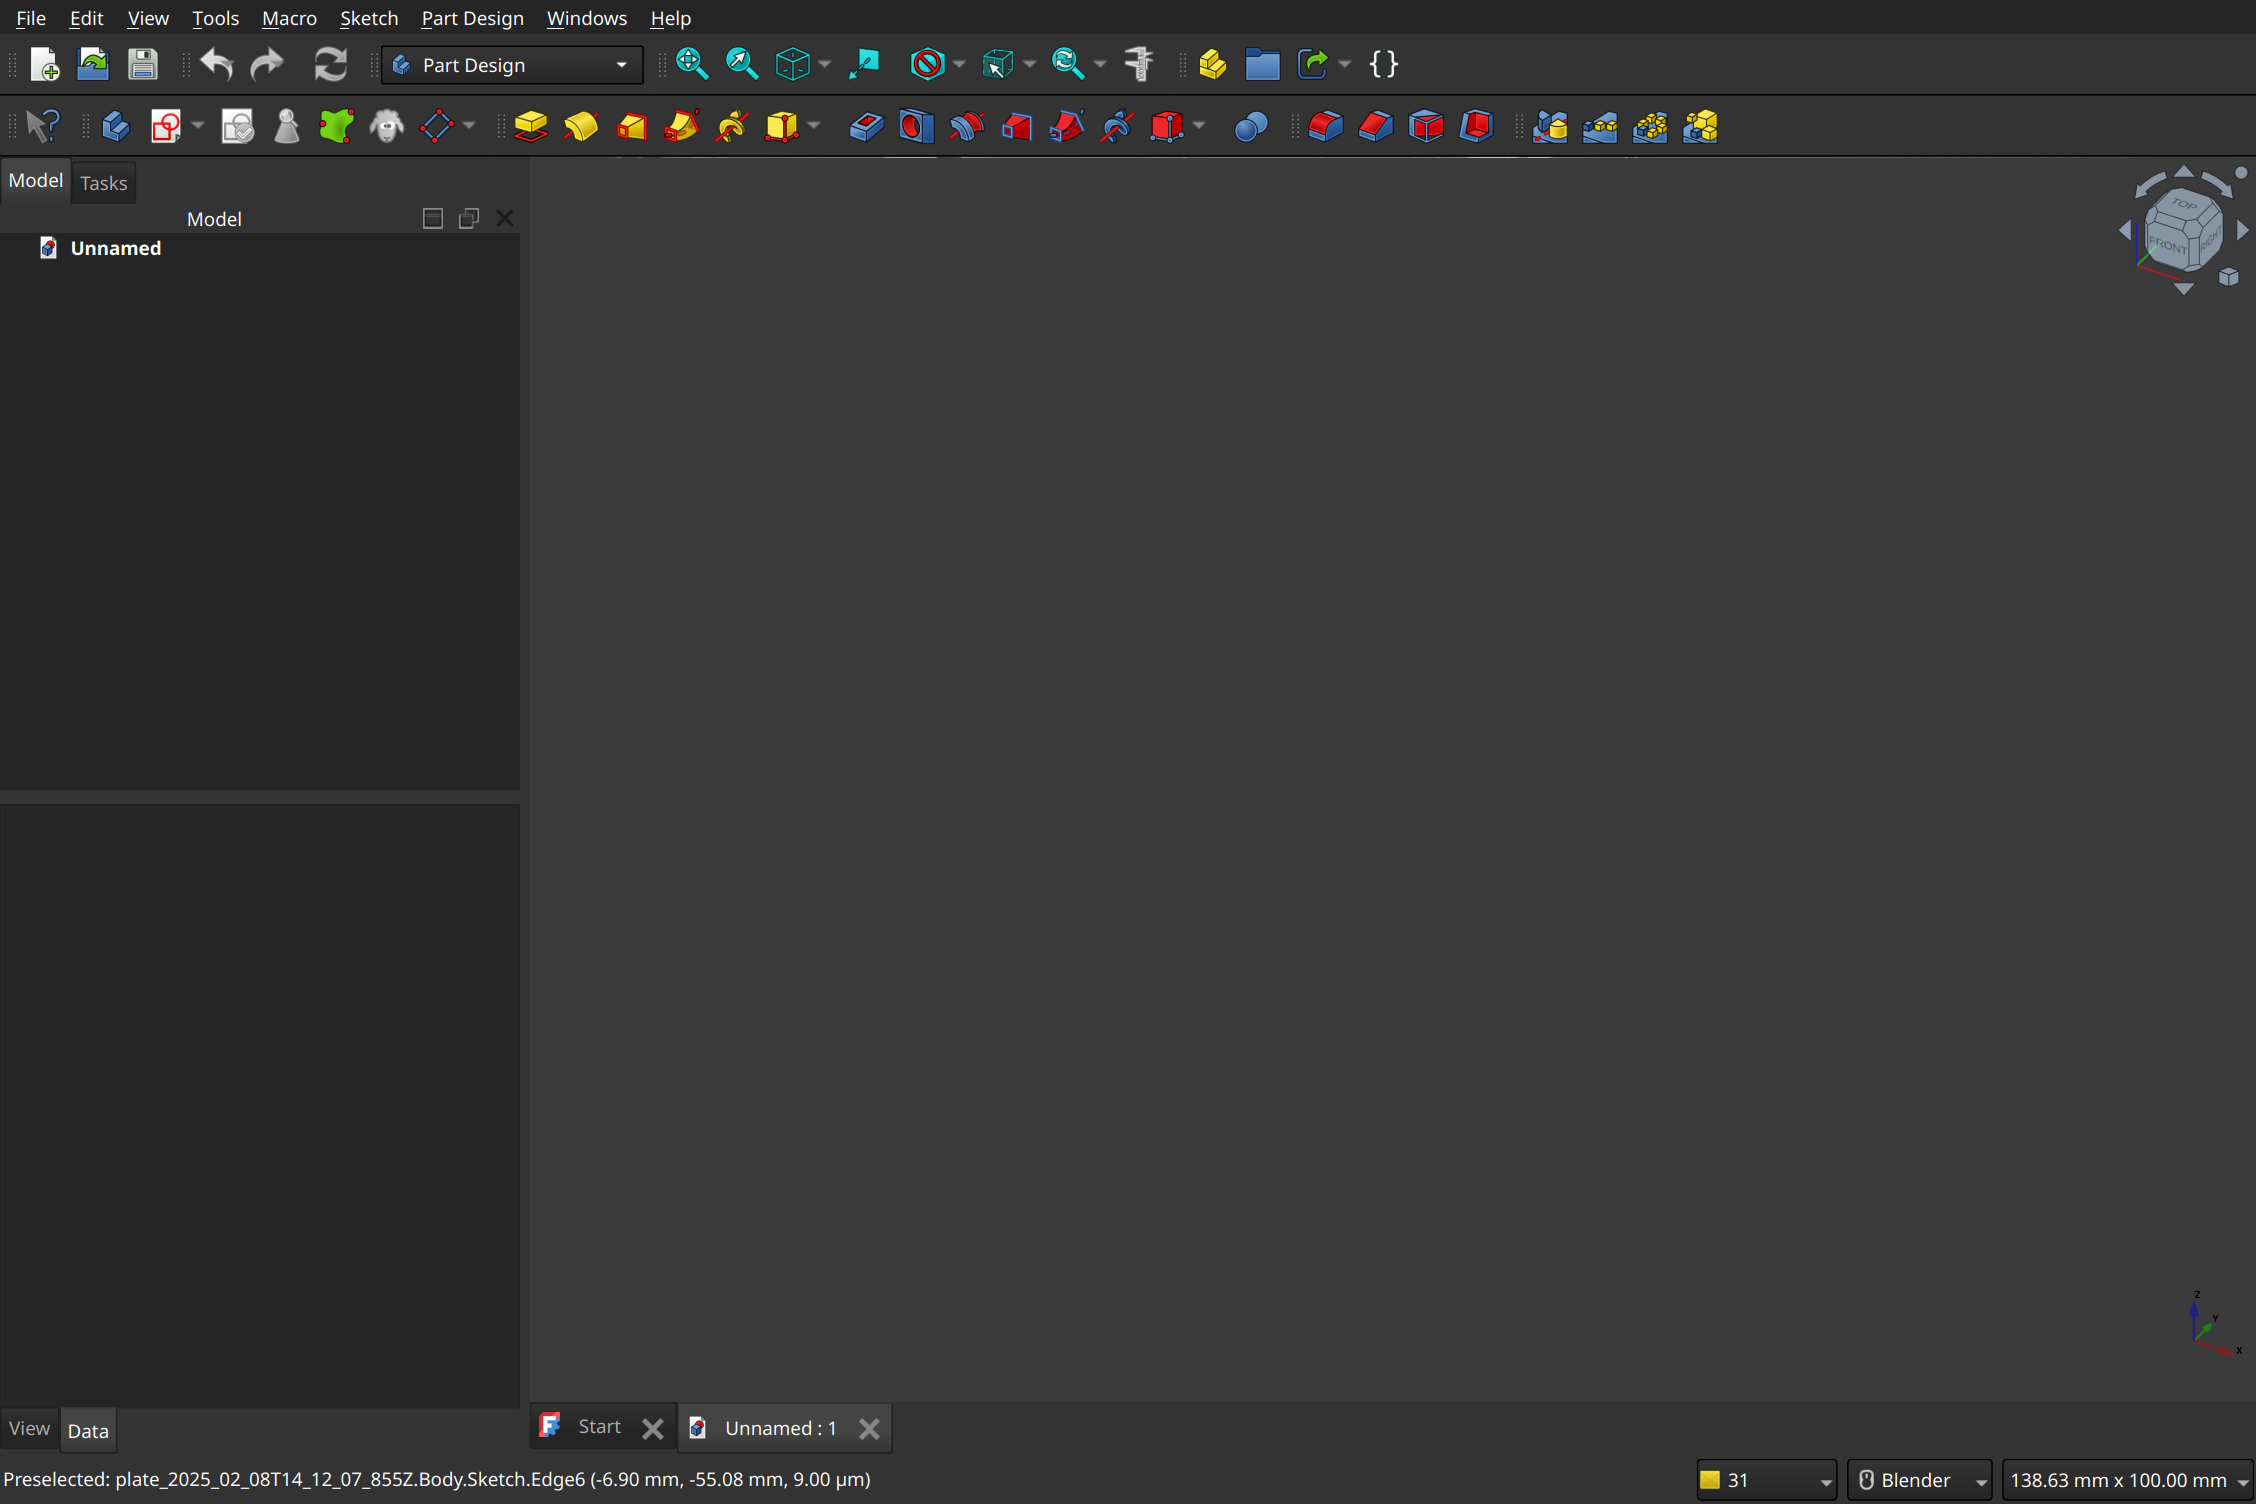 File Edit View Tools Macro Sketch Part Design Windows Help
Part Design
Model Tasks
Model
Unnamed
TOP
FRONT
RIGHT
Z
Y
X
View Data
Start
Unnamed : 1
Preselected: plate_2025_02_08T14_12_07_855Z.Body.Sketch.Edge6 (-6.90 mm, -55.08 mm, 9.00 µm)
31
Blender
138.63 mm x 100.00 mm